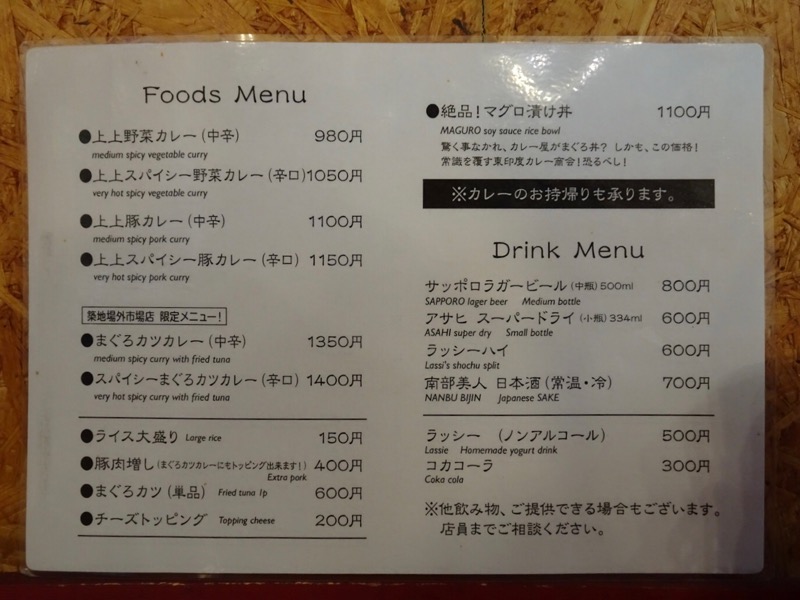 Foods Menu
●上上野菜カレー(中辛) 980円
medium spicy vegetable curry
●上上スパイシー野菜カレー(辛口)1050円
very hot spicy vegetable curry
●上上豚カレー(中辛) 1100円
medium spicy pork curry
●上上スパイシー豚カレー(辛口) 1150円
very hot spicy pork curry
築地場外市場店 限定メニュー!
●まぐろカツカレー(中辛) 1350円
medium spicy curry with fried tuna
●スパイシーまぐろカツカレー(辛口) 1400円
very hot spicy curry with fried tuna
●ライス大盛り Large rice 150円
●豚肉増し(まぐろカツカレーにもトッピング出来ます!) 400円
Extra pork
●まぐろカツ(単品) Fried tuna 1p 600円
●チーズトッピング Topping cheese 200円
●絶品!マグロ漬け丼 1100円
MAGURO soy sauce rice bowl
驚く事なかれ、カレー屋がまぐろ丼? しかも、この価格!
常識を覆す東印度カレー商会!恐るべし!
※カレーのお持帰りも承ります。
Drink Menu
サッポロラガービール(中瓶)500ml 800円
SAPPORO lager beer Medium bottle
アサヒ スーパードライ(小瓶)334ml 600円
ASAHI super dry Small bottle
ラッシーハイ 600円
Lassi's shochu split
南部美人 日本酒(常温・冷) 700円
NANBU BIJIN Japanese SAKE
ラッシー (ノンアルコール) 500円
Lassie Homemade yogurt drink
コカコーラ 300円
Coka cola
※他飲み物、ご提供できる場合もございます。
店員までご相談ください。